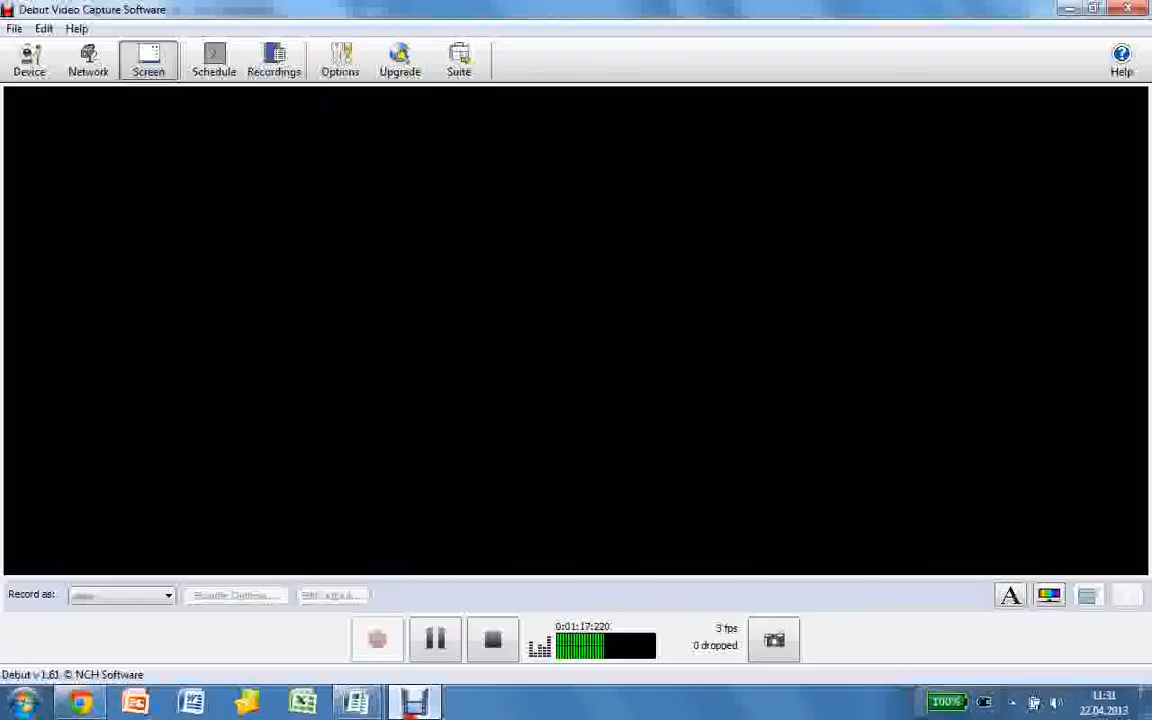 Debut Video Capture Software
File Edit Help
Device Network Screen Schedule Recordings Options Upgrade Suite Help
Record as:
A
0:01:17:220
3 fps
0 dropped
Debut v 1.61 © NCH Software
100%
11:31
22.04.2013